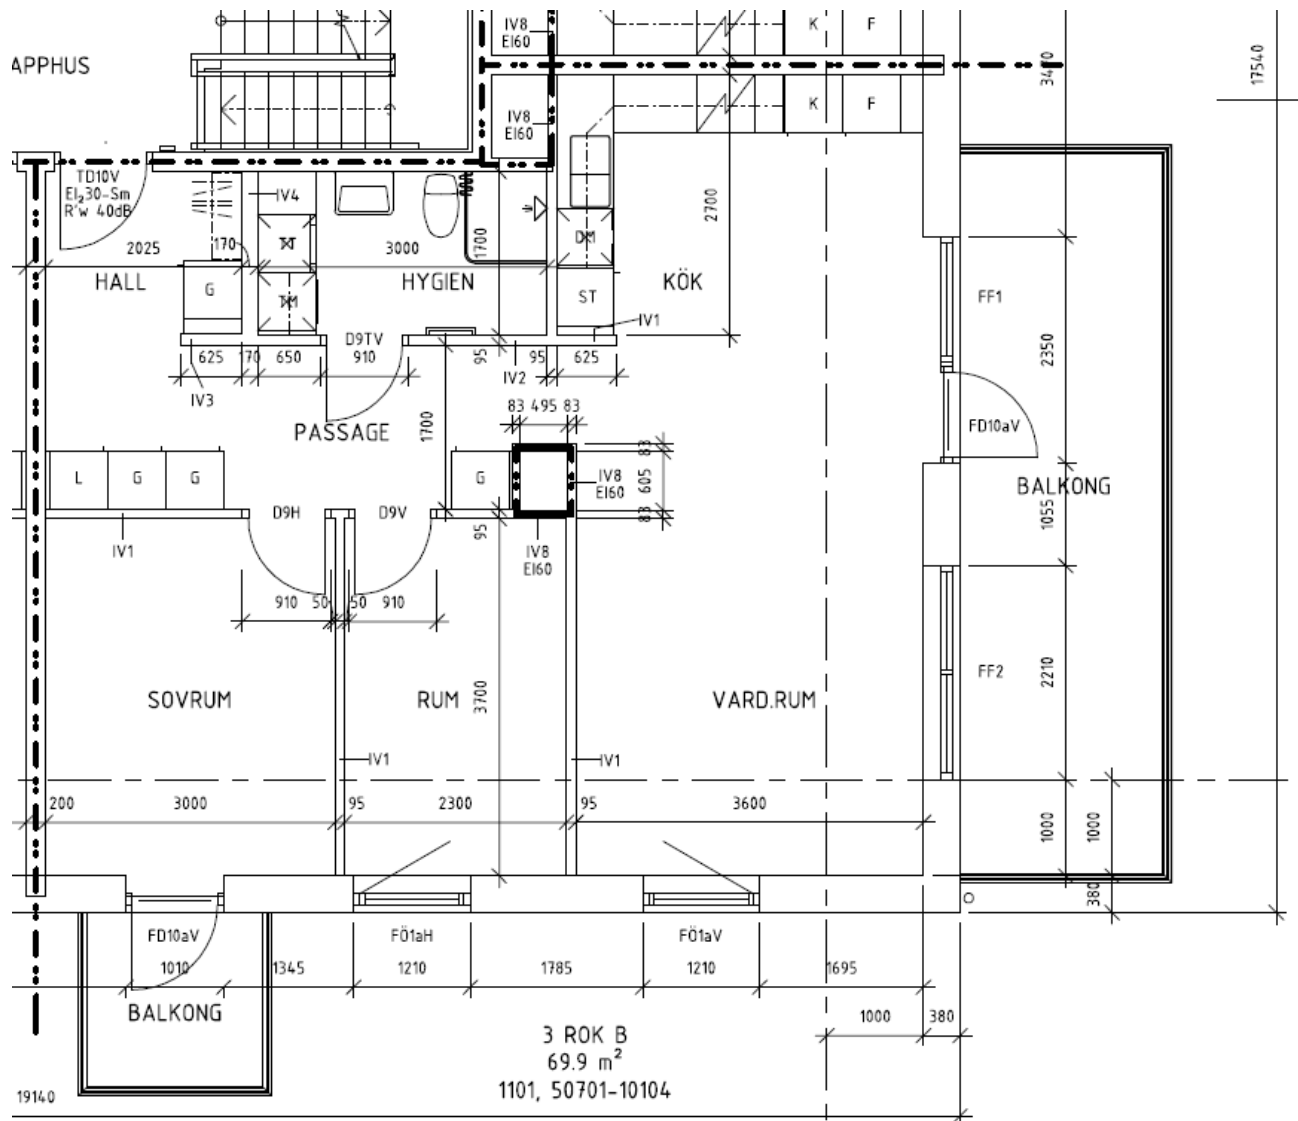 IV8
EI60
K
F
APPHUS
3470
17540
IV8
EI60
K
F
TD10V
EI₂30-Sm
R'w 40dB
IV4
2700
2025
170
TT
3000
1700
DM
HALL
G
TM
HYGIEN
ST
KÖK
FF1
IV1
D9TV
625
170
650
910
95
95
625
2350
IV3
IV2
83
495
83
PASSAGE
1700
FD10aV
83
L
G
G
G
IV8
EI60
605
BALKONG
1055
D9H
D9V
83
IV1
95
IV8
EI60
910
50
50
910
SOVRUM
RUM
3700
VARD.RUM
2210
FF2
IV1
IV1
200
3000
95
2300
95
3600
1000
1000
380
FD10aV
FÖ1aH
FÖ1aV
1010
1345
1210
1785
1210
1695
BALKONG
1000
380
3 ROK B
69.9 m²
1101, 50701-10104
19140